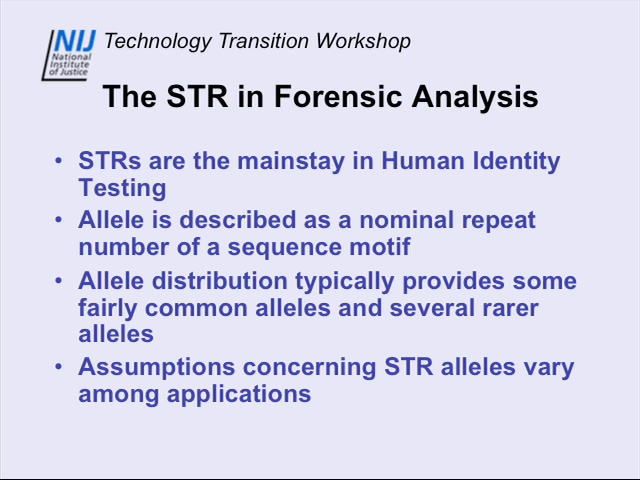 NIJ
National
Institute
of Justice
Technology Transition Workshop
The STR in Forensic Analysis
• STRs are the mainstay in Human Identity
Testing
• Allele is described as a nominal repeat
number of a sequence motif
• Allele distribution typically provides some
fairly common alleles and several rarer
alleles
• Assumptions concerning STR alleles vary
among applications